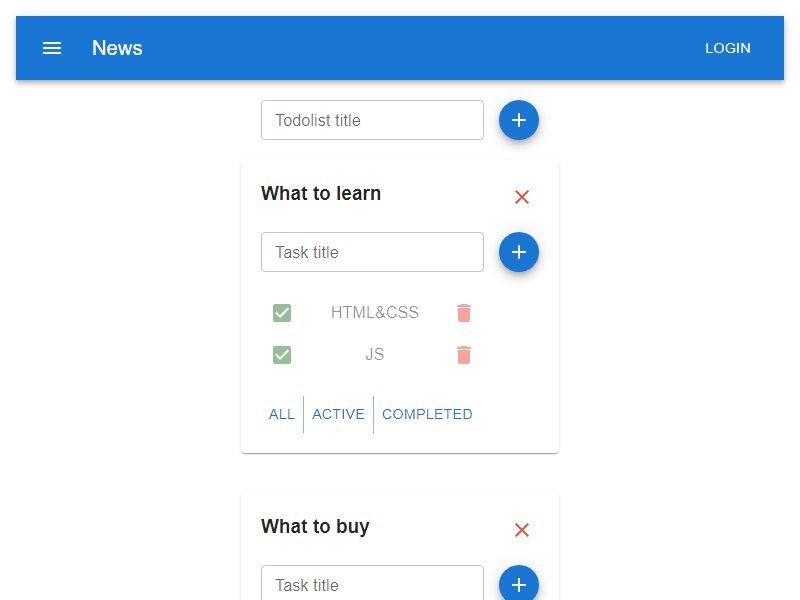 News LOGIN
Todolist title
What to learn
Task title
HTML&CSS
JS
ALL ACTIVE COMPLETED
What to buy
Task title